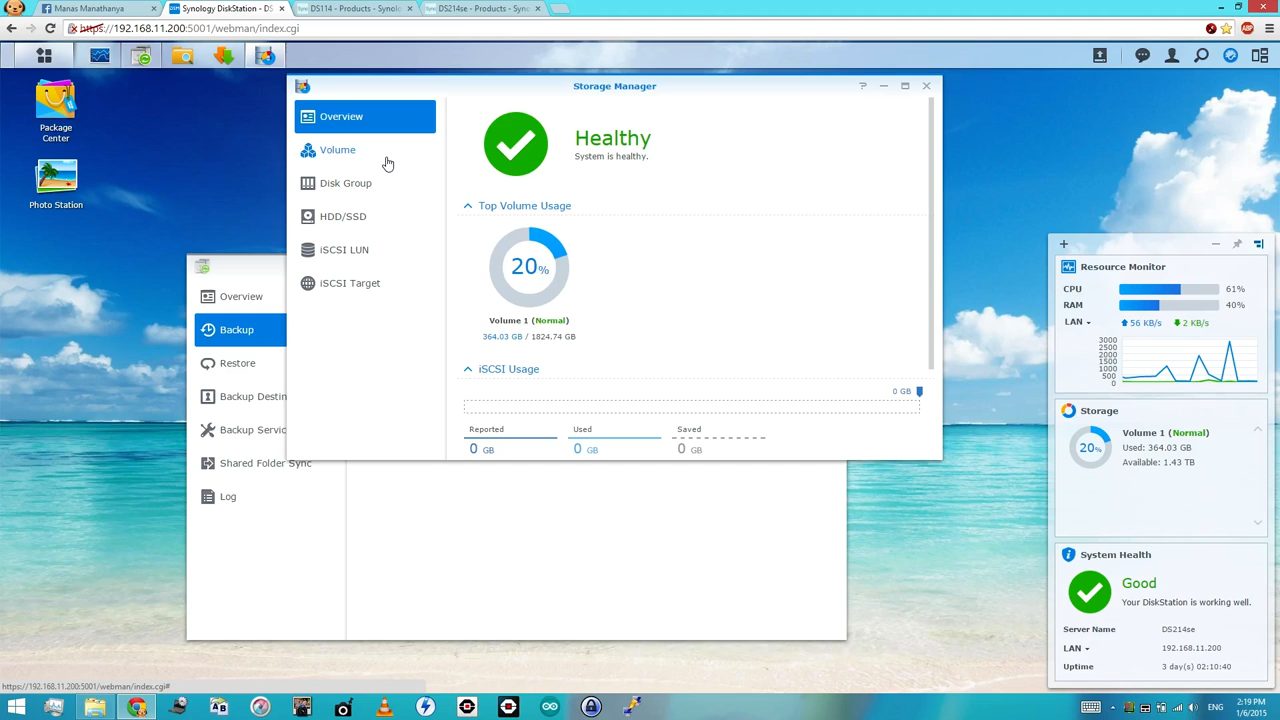 Manas Manathanya
Synology DiskStation - DS
DS114 - Products - Synolo
DS214se - Products - Syno
https://192.168.11.200:5001/webman/index.cgi
ABP
Package Center
Photo Station
Storage Manager
Overview
Volume
Disk Group
HDD/SSD
iSCSI LUN
iSCSI Target
Healthy
System is healthy.
Top Volume Usage
20%
Volume 1 (Normal)
364.03 GB / 1824.74 GB
iSCSI Usage
0 GB
Reported
Used
Saved
0 GB
0 GB
0 GB
Overview
Backup
Restore
Backup Destin
Backup Servic
Shared Folder Sync
Log
Resource Monitor
CPU 61%
RAM 40%
LAN 56 KB/s 2 KB/s
3000
2500
2000
1500
1000
500
0
Storage
20%
Volume 1 (Normal)
Used: 364.03 GB
Available: 1.43 TB
System Health
Good
Your DiskStation is working well.
Server Name DS214se
LAN 192.168.11.200
Uptime 3 day(s) 02:10:40
https://192.168.11.200:5001/webman/index.cgi#
ENG
2:19 PM
1/6/2015